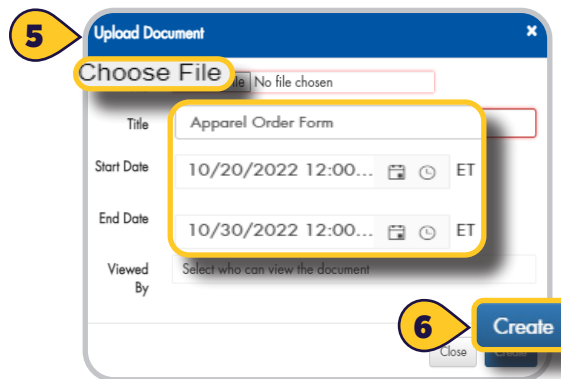 5
Upload Document ×
Choose File
No file chosen
Title
Apparel Order Form
Start Date
10/20/2022 12:00... ET
End Date
10/30/2022 12:00... ET
Viewed By
Select who can view the document
6
Create
Close Create